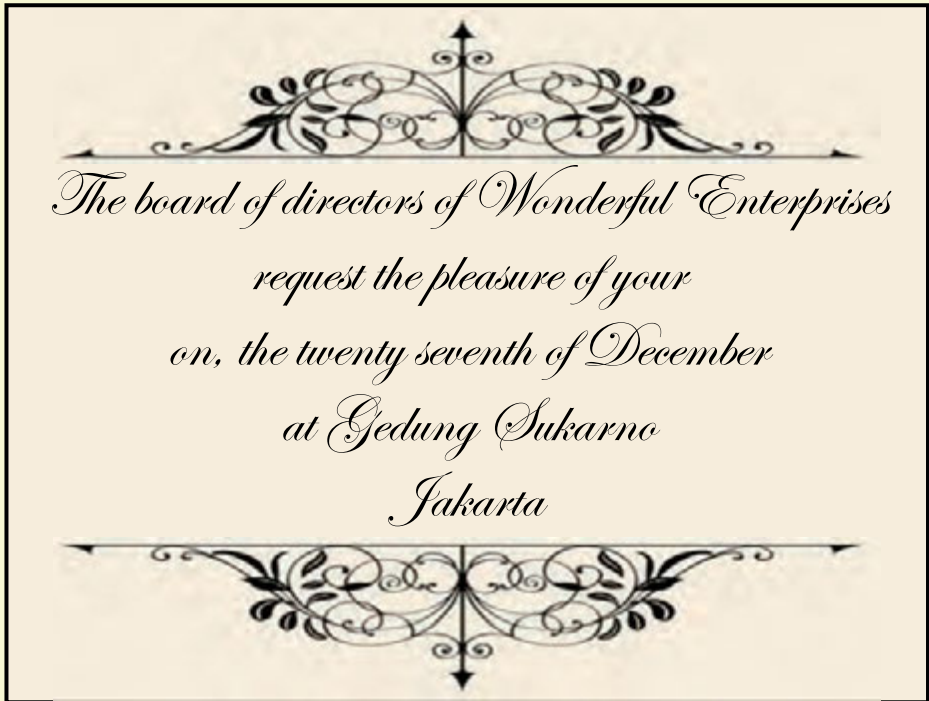 The board of directors of Wonderful Enterprises
request the pleasure of your
on, the twenty seventh of December
at Gedung Sukarno
Jakarta